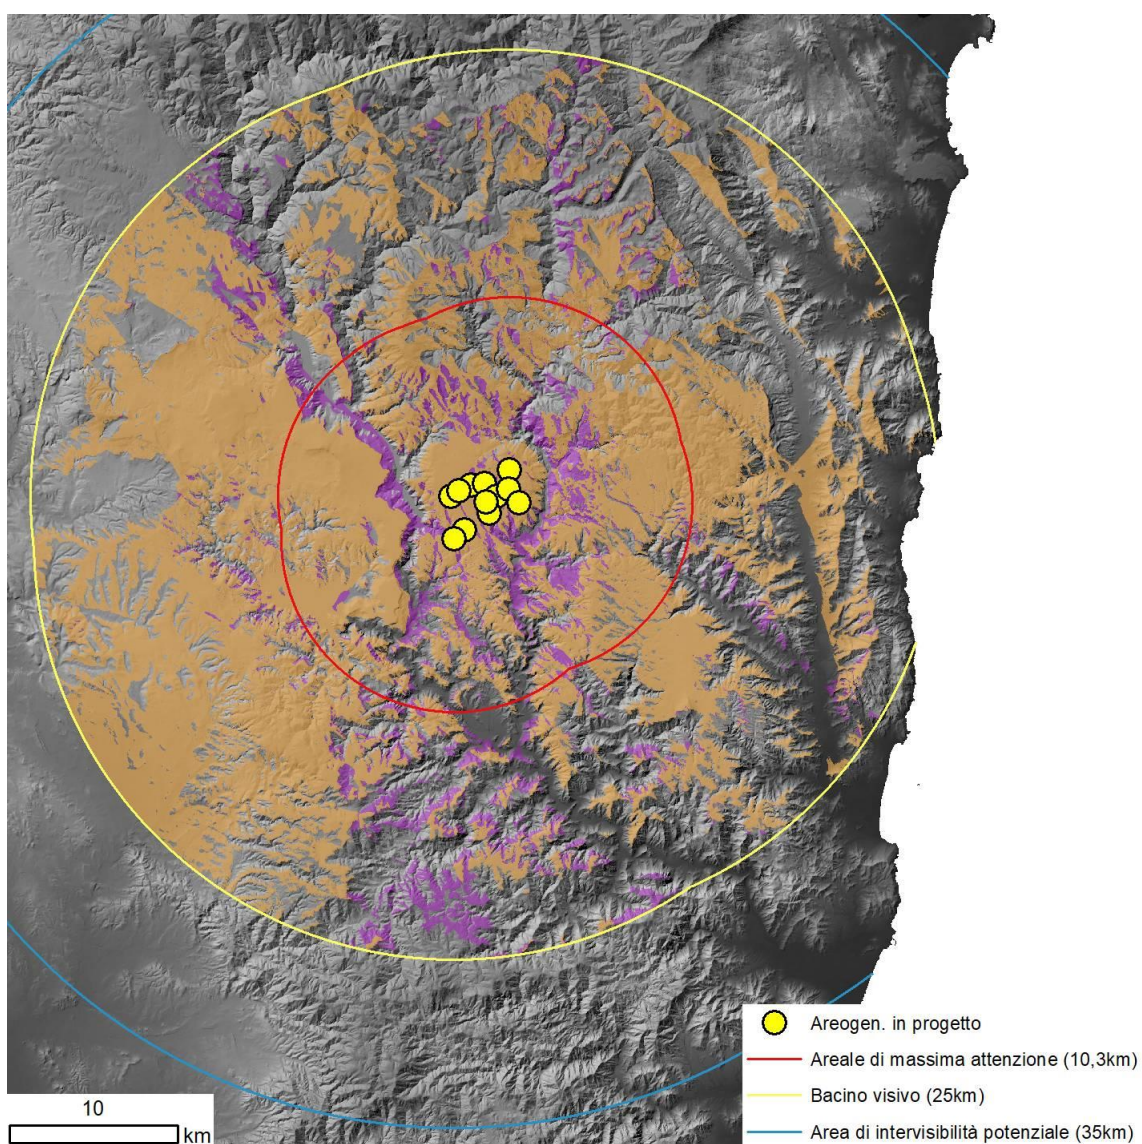 Areogen. in progetto
Areale di massima attenzione (10,3km)
Bacino visivo (25km)
Area di intervisibilità potenziale (35km)
10
km